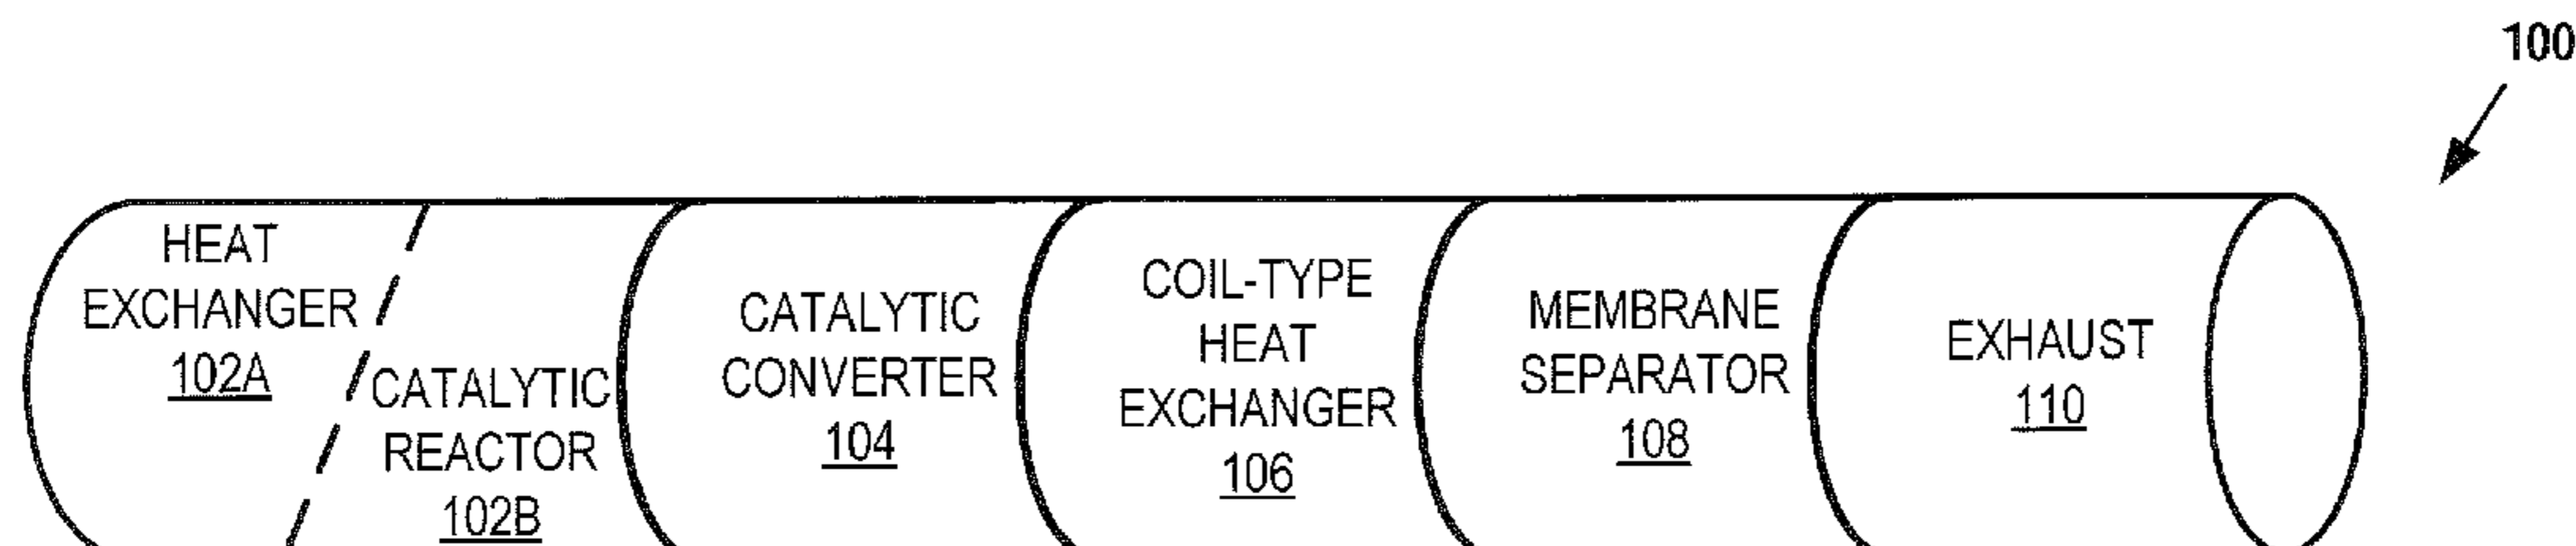 100
HEAT
EXCHANGER
102A
CATALYTIC
REACTOR
102B
CATALYTIC
CONVERTER
104
COIL-TYPE
HEAT
EXCHANGER
106
MEMBRANE
SEPARATOR
108
EXHAUST
110